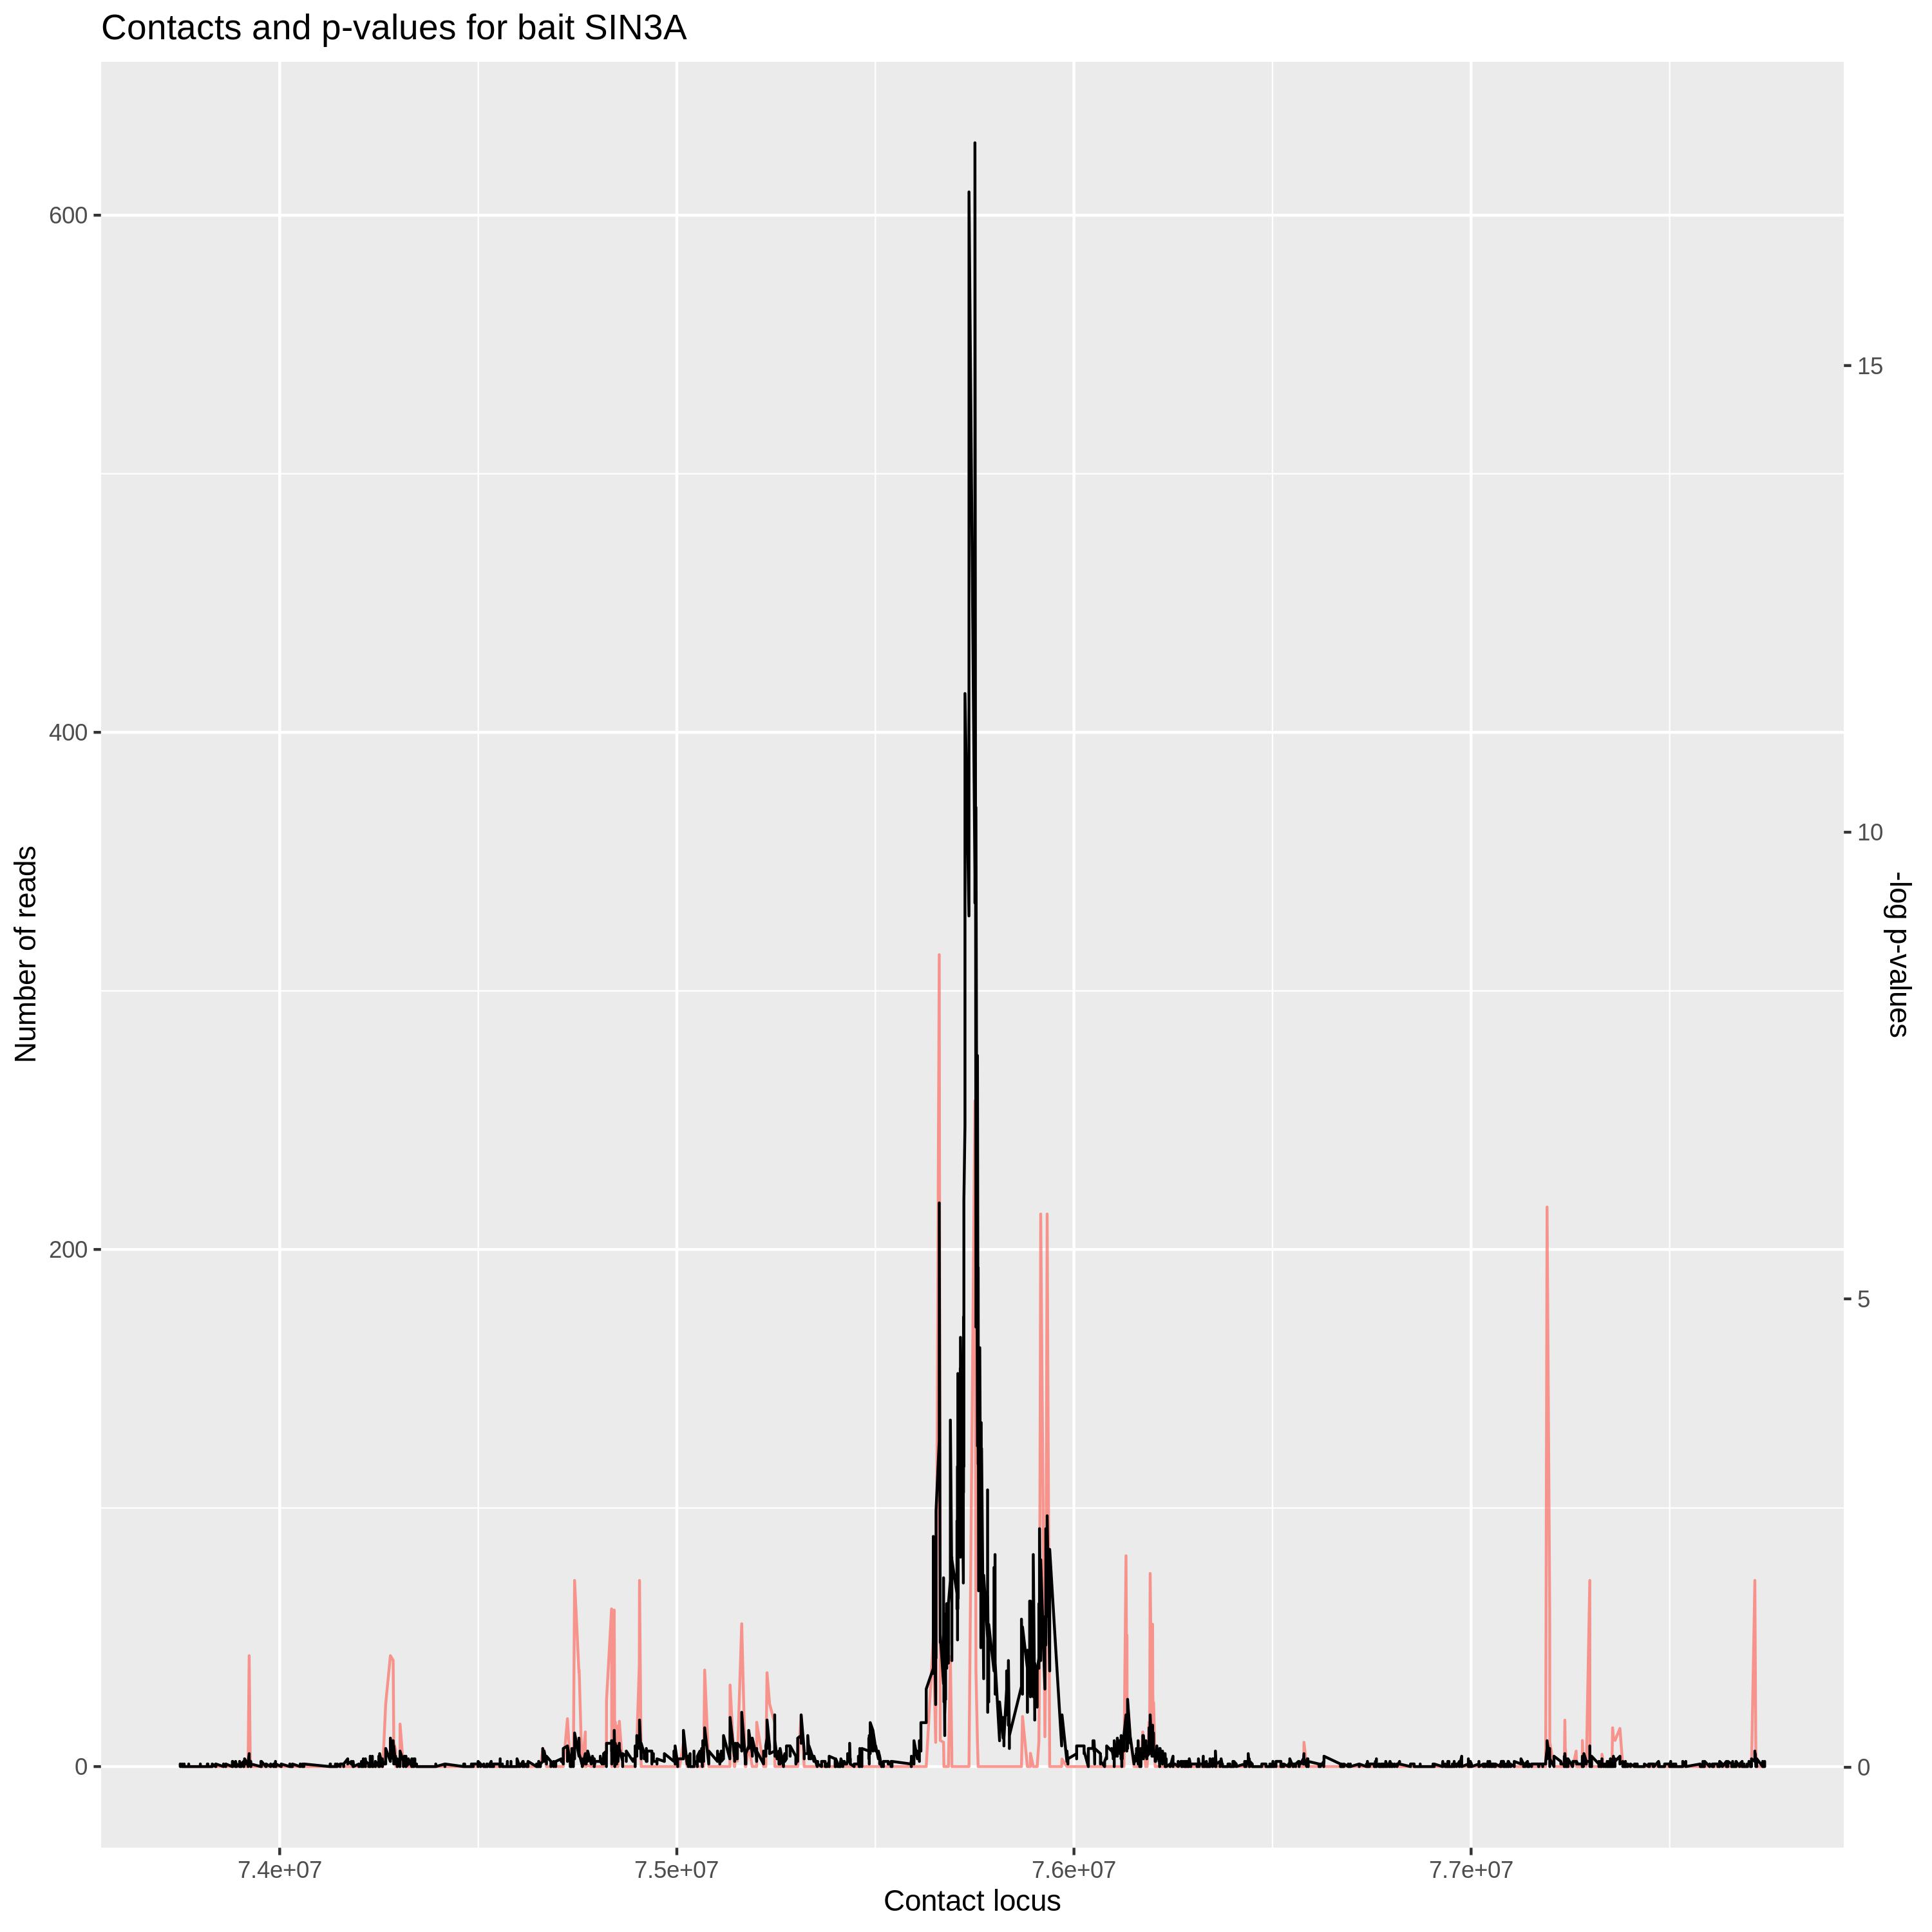 Contacts and p-values for bait SIN3A
600
400
200
0
Number of reads
15
10
5
0
-log p-values
7.4e+07 7.5e+07 7.6e+07 7.7e+07
Contact locus